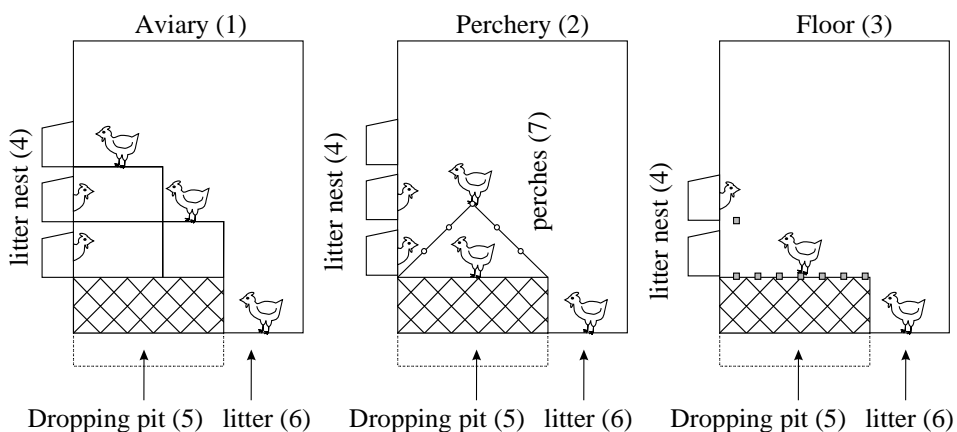 Aviary (1)
Perchery (2)
Floor (3)
litter nest (4)
litter nest (4)
perches (7)
litter nest (4)
Dropping pit (5)
litter (6)
Dropping pit (5)
litter (6)
Dropping pit (5)
litter (6)